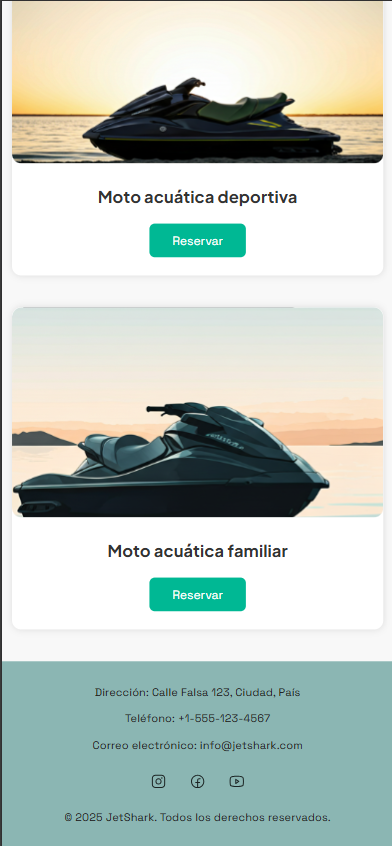 Moto acuática deportiva
Reservar
Moto acuática familiar
Reservar
Dirección: Calle Falsa 123, Ciudad, País
Teléfono: +1-555-123-4567
Correo electrónico: info@jetshark.com
© 2025 JetShark. Todos los derechos reservados.